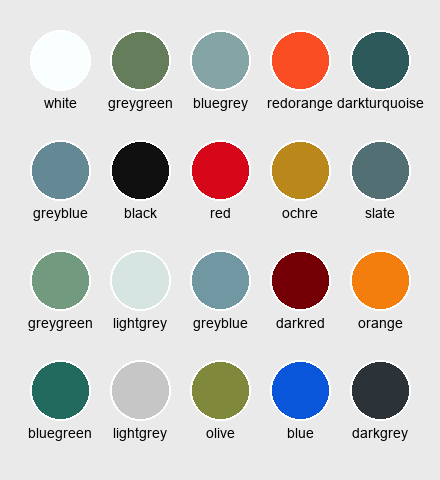 white greygreen bluegrey redorange darkturquoise
greyblue black red ochre slate
greygreen lightgrey greyblue darkred orange
bluegreen lightgrey olive blue darkgrey